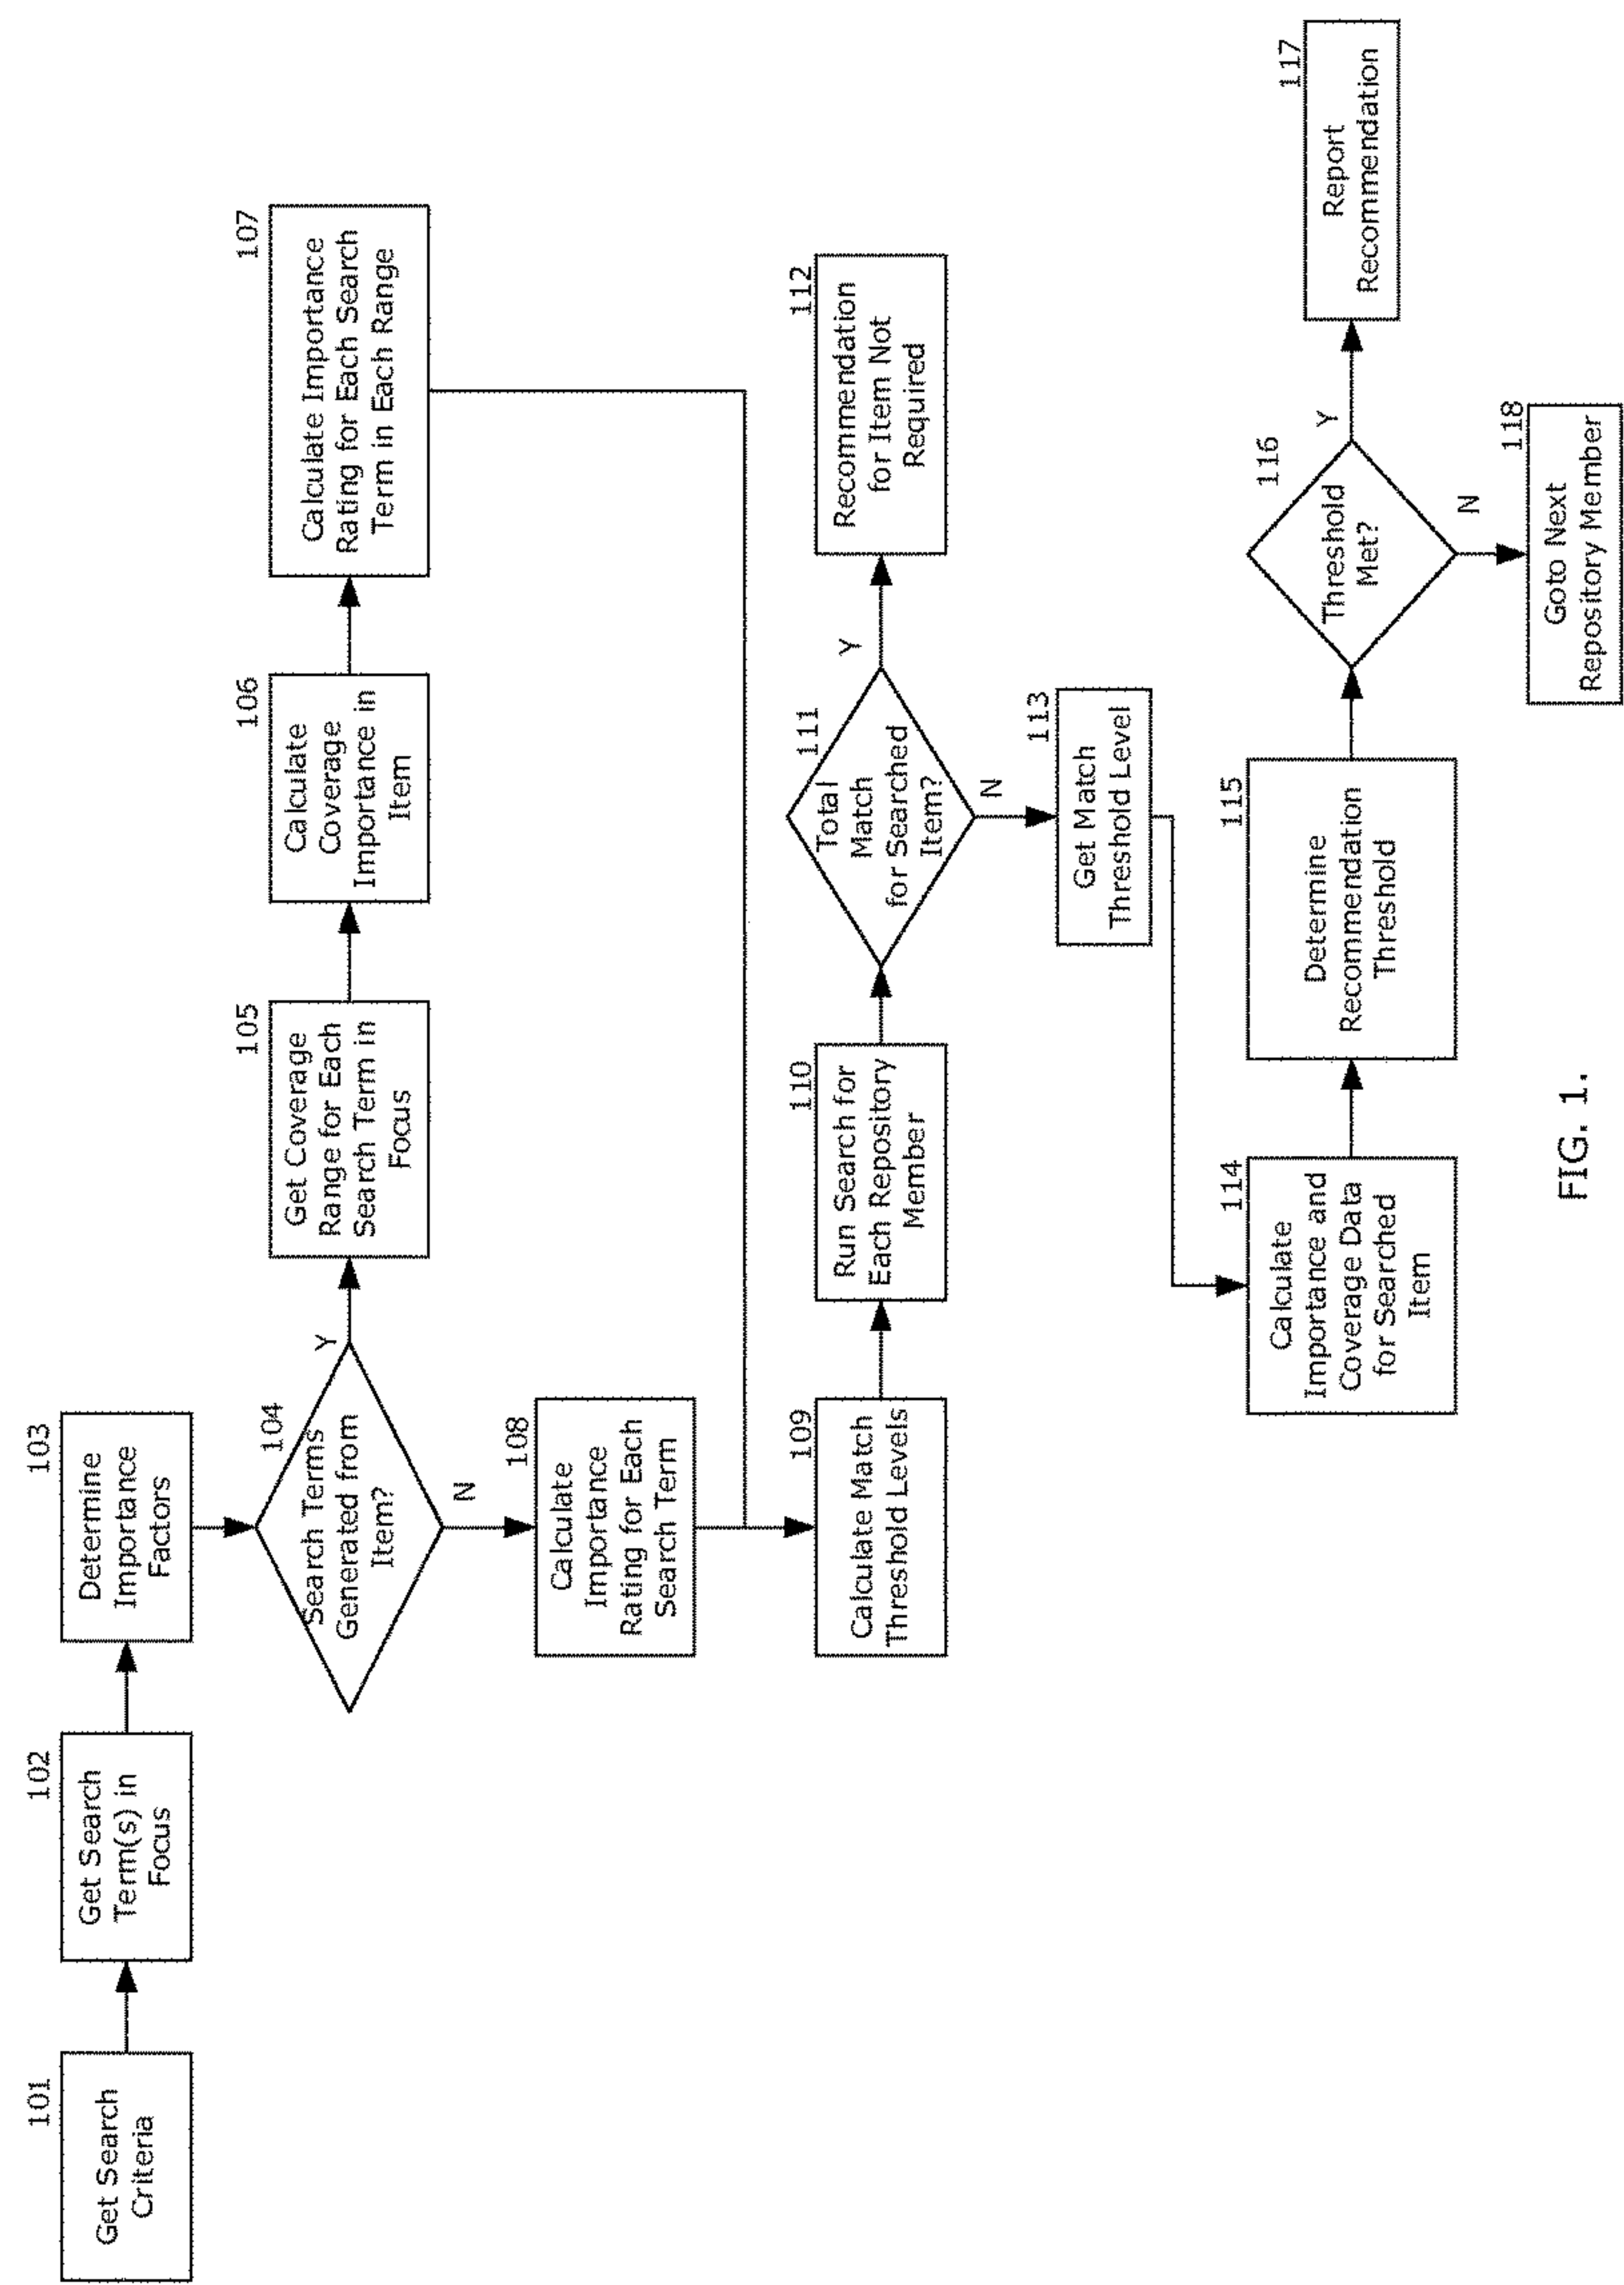 101
Get Search
Criteria
102
Get Search
Term(s) in
Focus
103
Determine
Importance
Factors
104
Search Terms
Generated from
Item?
Y
N
105
Get Coverage
Range for Each
Search Term in
Focus
106
Calculate
Coverage
Importance in
Item
107
Calculate Importance
Rating for Each Search
Term in Each Range
108
Calculate
Importance
Rating for Each
Search Term
109
Calculate Match
Threshold Levels
110
Run Search for
Each Repository
Member
111
Total
Match
for Searched
Item?
Y
N
112
Recommendation
for Item Not
Required
113
Get Match
Threshold Level
114
Calculate
Importance and
Coverage Data
for Searched
Item
115
Determine
Recommendation
Threshold
116
Threshold
Met?
Y
N
117
Report
Recommendation
118
Goto Next
Repository Member
FIG. 1.